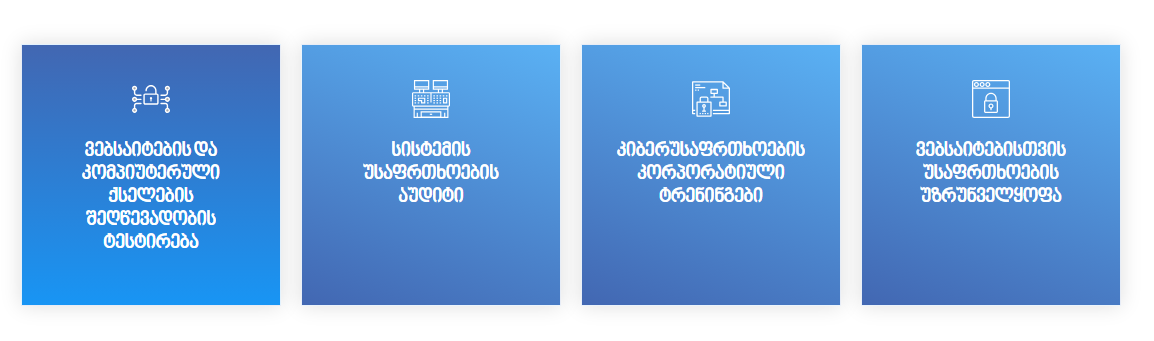 ვებსაიტების და
კომპიუტერული
ქსელების
შეღწევადობის
ტესტირება
სისტემის
უსაფრთხოების
აუდიტი
კიბერუსაფრთხოების
კორპორატიული
ტრენინგები
ვებსაიტებისთვის
უსაფრთხოების
უზრუნველყოფა